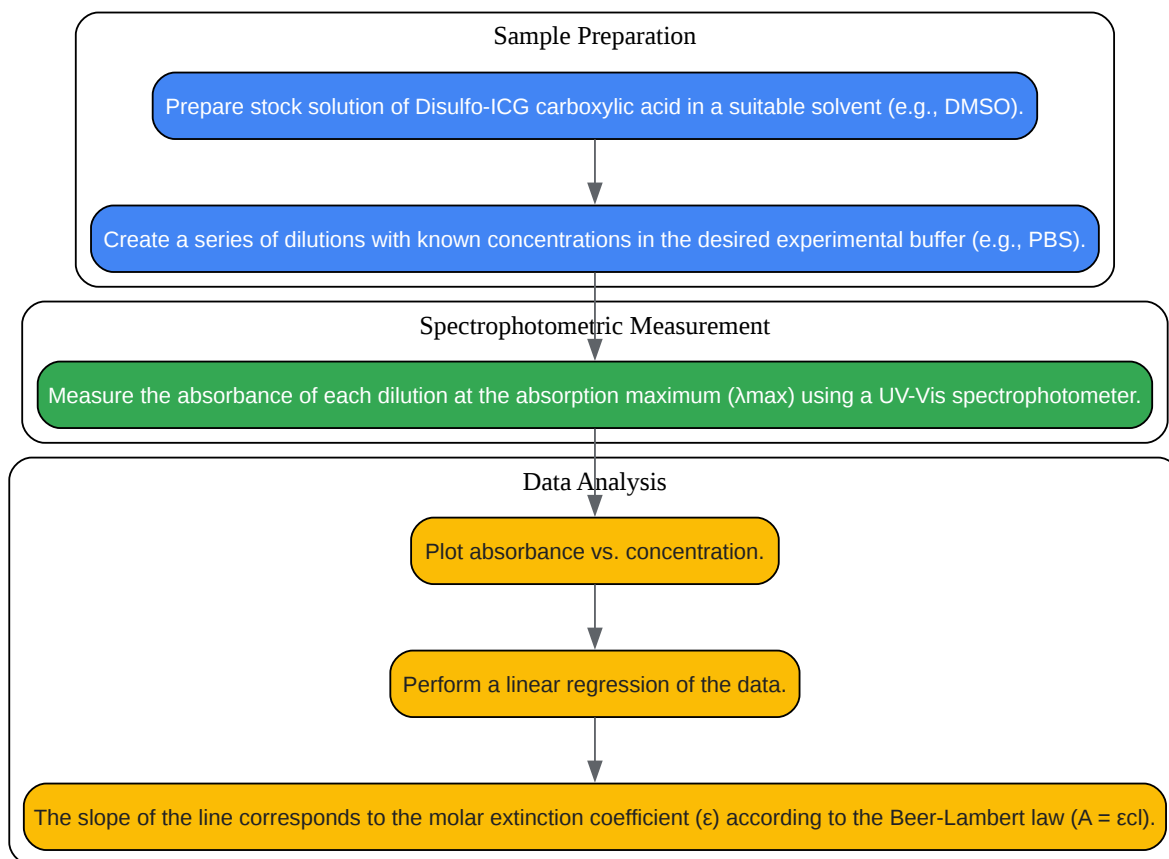 Sample Preparation
Prepare stock solution of Disulfo-ICG carboxylic acid in a suitable solvent (e.g., DMSO).
Create a series of dilutions with known concentrations in the desired experimental buffer (e.g., PBS).
Spectrophotometric Measurement
Measure the absorbance of each dilution at the absorption maximum (λmax) using a UV-Vis spectrophotometer.
Data Analysis
Plot absorbance vs. concentration.
Perform a linear regression of the data.
The slope of the line corresponds to the molar extinction coefficient (ε) according to the Beer-Lambert law (A = εcl).